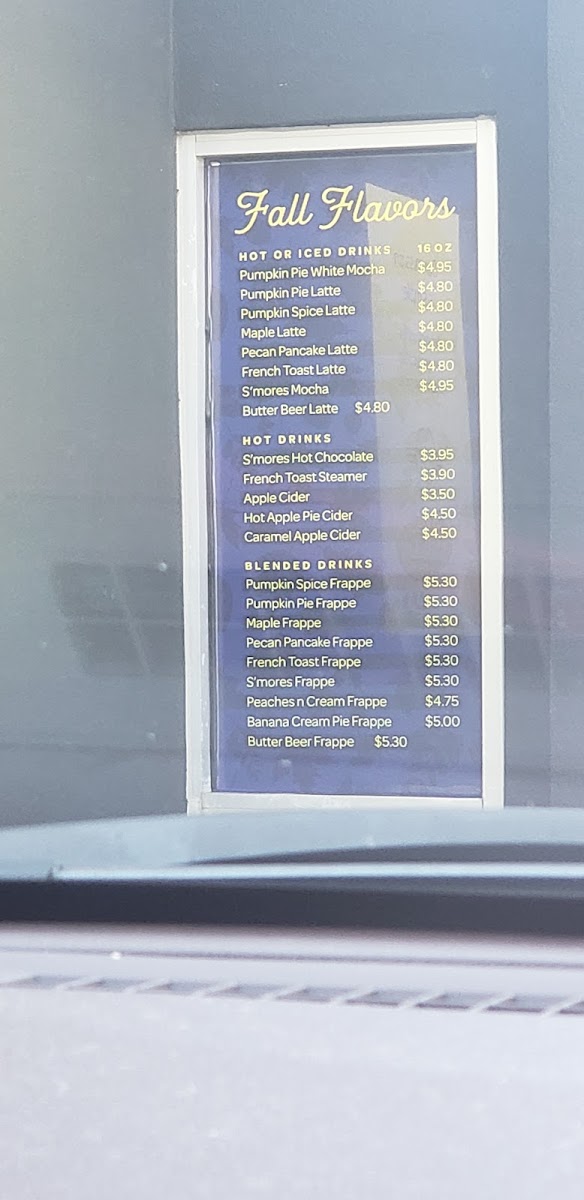 Fall Flavors
HOT OR ICED DRINKS 16 OZ
Pumpkin Pie White Mocha $4.95
Pumpkin Pie Latte $4.80
Pumpkin Spice Latte $4.80
Maple Latte $4.80
Pecan Pancake Latte $4.80
French Toast Latte $4.80
S'mores Mocha $4.95
Butter Beer Latte $4.80
HOT DRINKS
S'mores Hot Chocolate $3.95
French Toast Steamer $3.90
Apple Cider $3.50
Hot Apple Pie Cider $4.50
Caramel Apple Cider $4.50
BLENDED DRINKS
Pumpkin Spice Frappe $5.30
Pumpkin Pie Frappe $5.30
Maple Frappe $5.30
Pecan Pancake Frappe $5.30
French Toast Frappe $5.30
S'mores Frappe $5.30
Peaches n Cream Frappe $4.75
Banana Cream Pie Frappe $5.00
Butter Beer Frappe $5.30